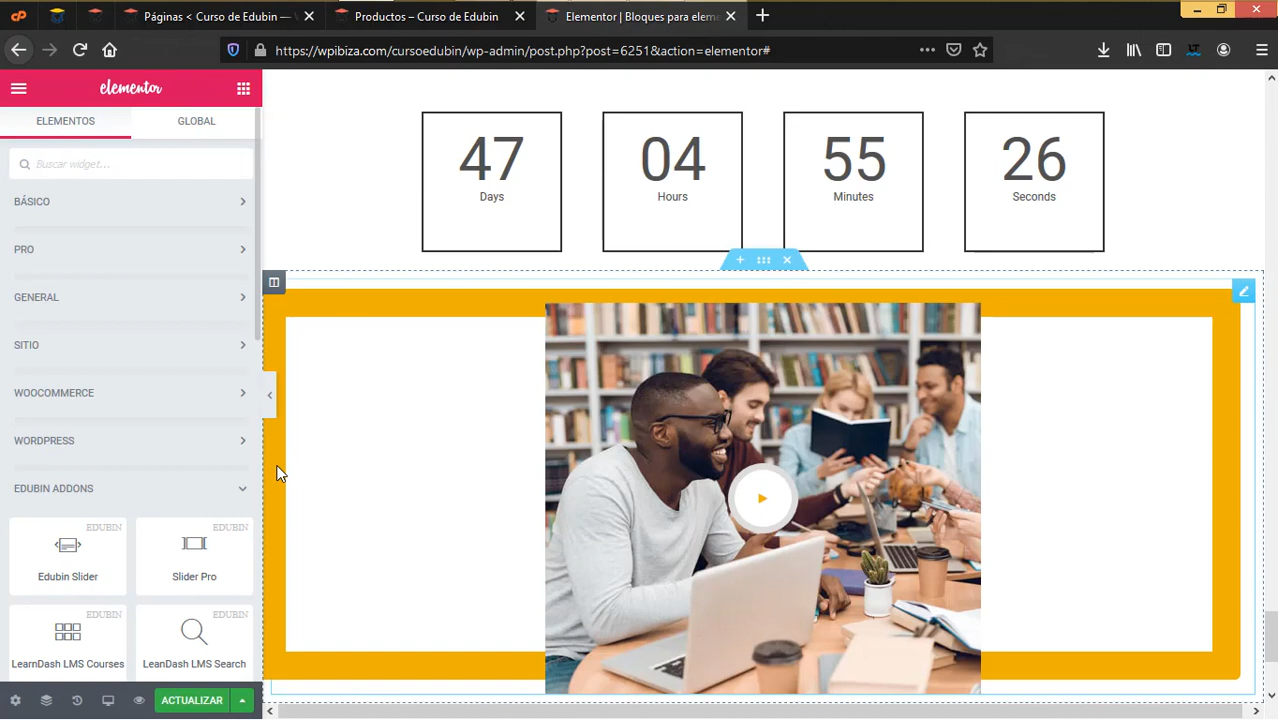 Páginas < Curso de Edubin —
Productos – Curso de Edubin
Elementor | Bloques para eleme
https://wpibiza.com/cursoedubin/wp-admin/post.php?post=6251&action=elementor#
elementor
ELEMENTOS
GLOBAL
Buscar widget...
BÁSICO
PRO
GENERAL
SITIO
WOOCOMMERCE
WORDPRESS
EDUBIN ADDONS
EDUBIN
EDUBIN
Edubin Slider
Slider Pro
EDUBIN
EDUBIN
LearnDash LMS Courses
LeanDash LMS Search
ACTUALIZAR
47
04
55
26
Days
Hours
Minutes
Seconds